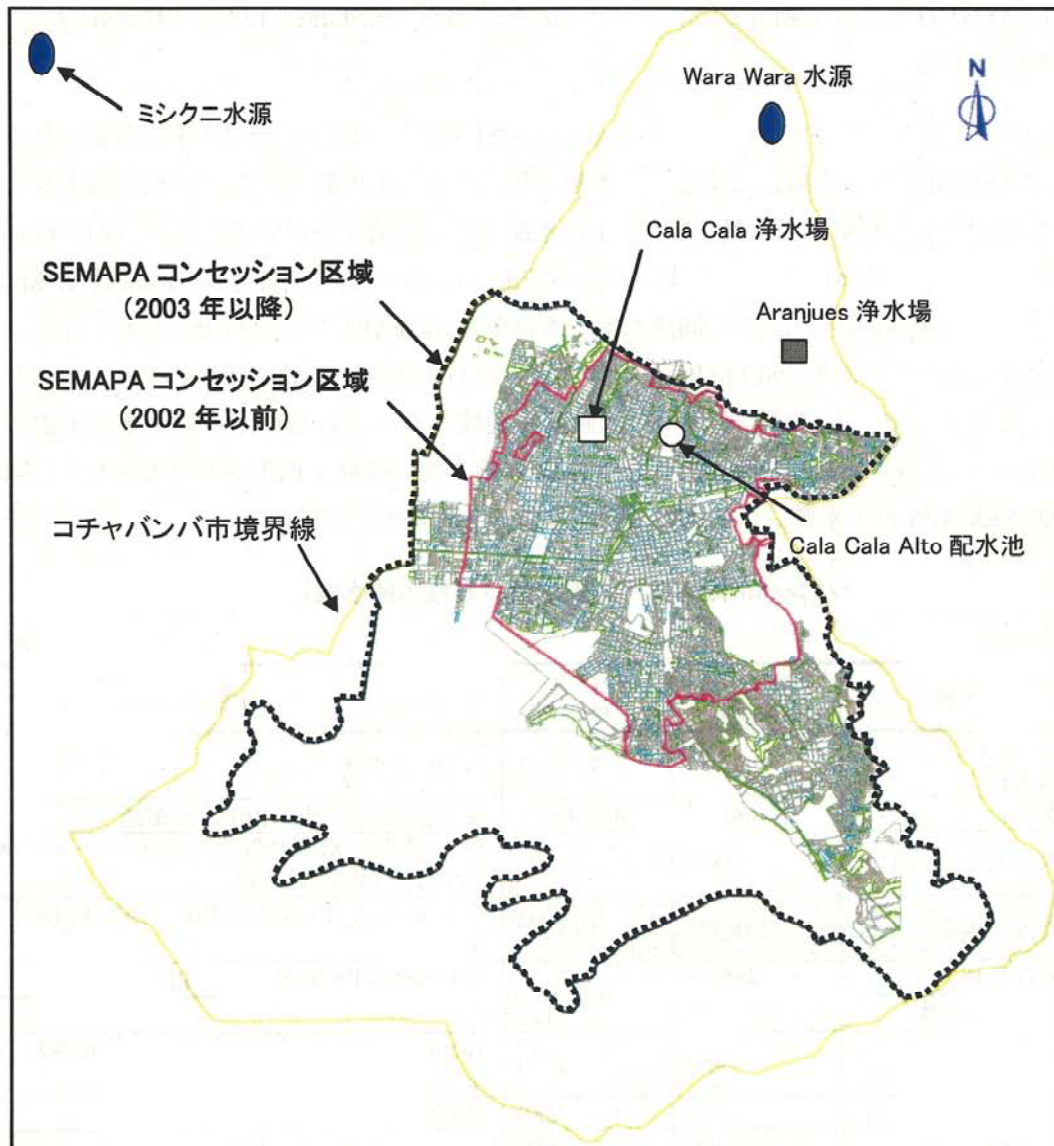 ミシクニ水源
Wara Wara 水源
N
Cala Cala 浄水場
SEMAPA コンセッション区域
(2003 年以降)
Aranjues 浄水場
SEMAPA コンセッション区域
(2002 年以前)
コチャバンバ市境界線
Cala Cala Alto 配水池